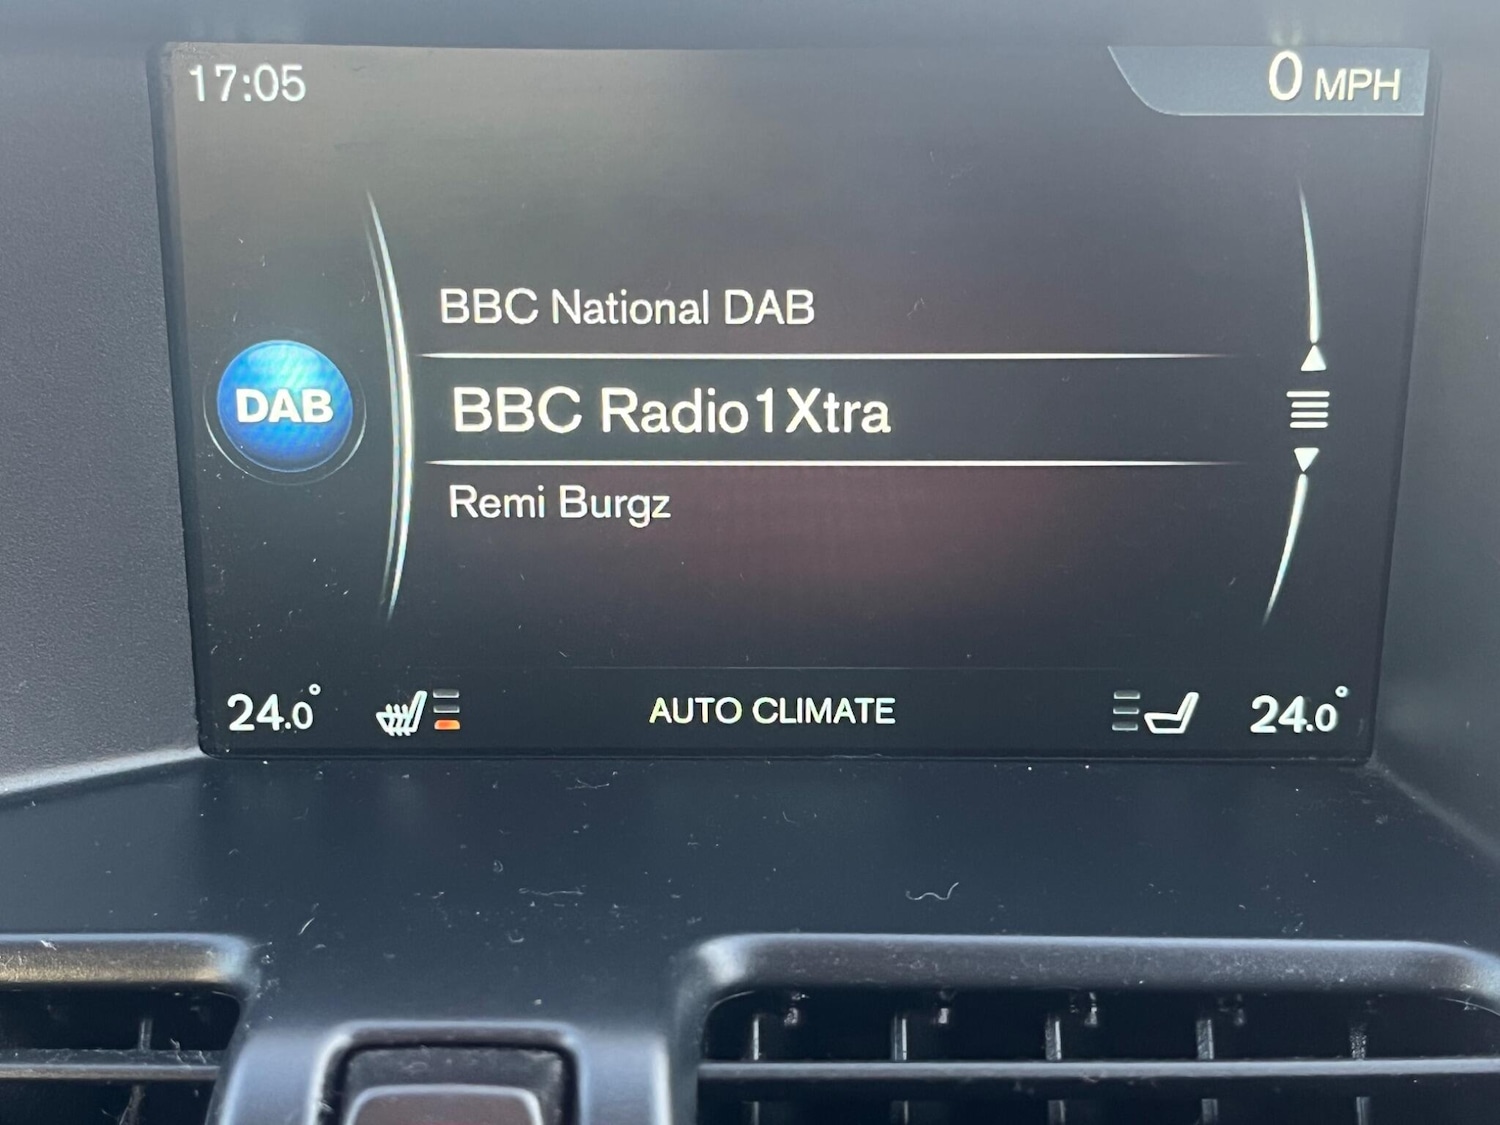 17:05
0 MPH
BBC National DAB
DAB
BBC Radio1Xtra
Remi Burgz
24.0°
AUTO CLIMATE
24.0°